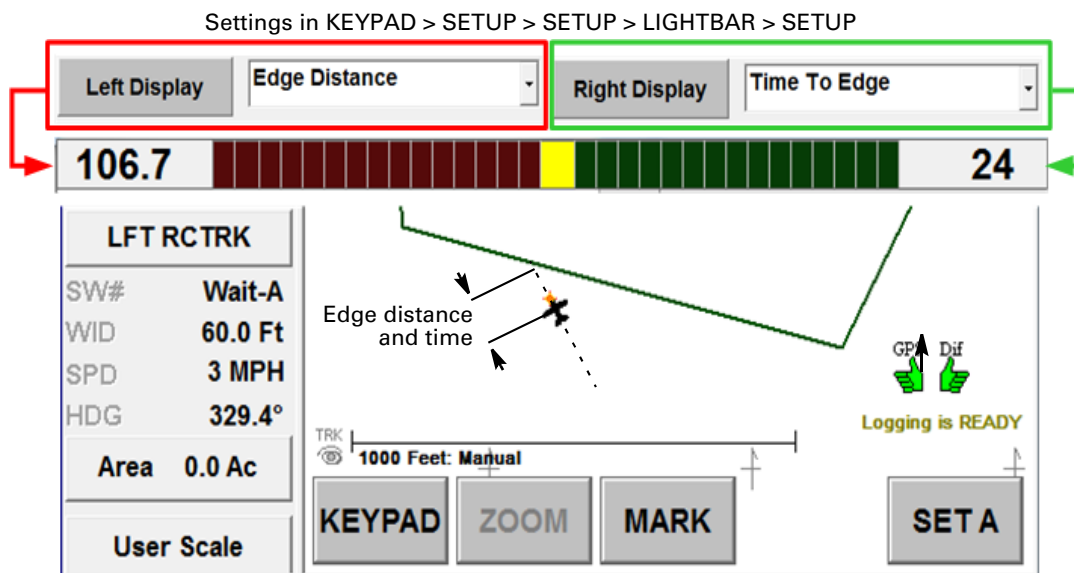 Settings in KEYPAD > SETUP > SETUP > LIGHTBAR > SETUP
Left Display
Edge Distance
Right Display
Time To Edge
106.7
24
LFT RCTRK
SW# Wait-A
WID 60.0 Ft
SPD 3 MPH
HDG 329.4°
Area 0.0 Ac
User Scale
Edge distance
and time
GPS Dif
Logging is READY
TRK
1000 Feet: Manual
KEYPAD
ZOOM
MARK
SET A